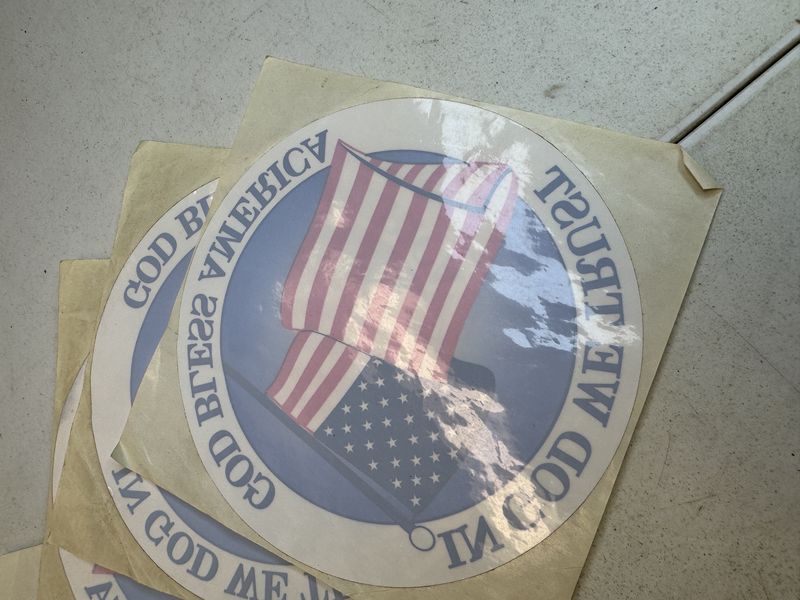 IN GOD WE TRUST
GOD BLESS AMERICA
GOD BL
IN GOD WE T